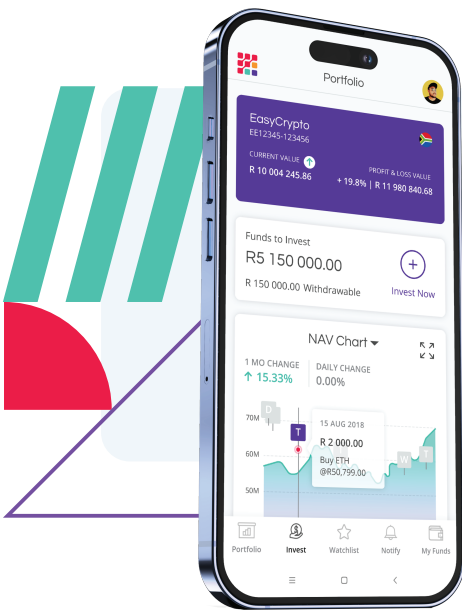 Portfolio
EasyCrypto
EE12345-123456
CURRENT VALUE
R 10 004 245.86
PROFIT & LOSS VALUE
+ 19.8% | R 11 980 840.68
Funds to Invest
R5 150 000.00
R 150 000.00 Withdrawable
Invest Now
NAV Chart
1 MO CHANGE
15.33%
DAILY CHANGE
0.00%
70M
60M
50M
D
T
15 AUG 2018
R 2 000.00
Buy ETH
@R50,799.00
W
T
Portfolio
Invest
Watchlist
Notify
My Funds